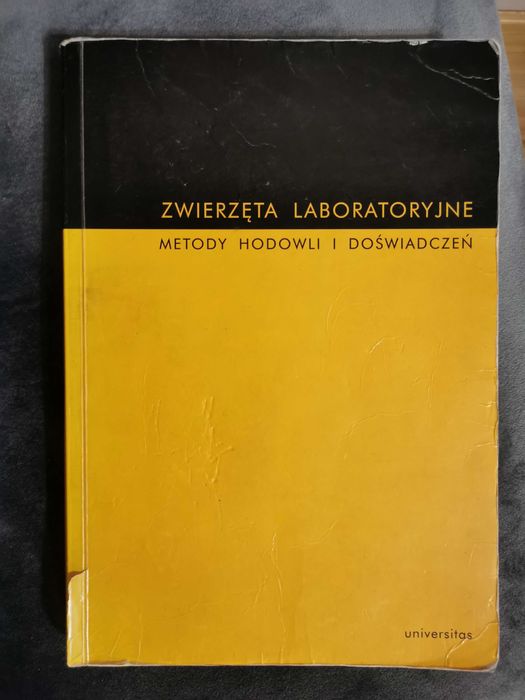 ZWIERZĘTA LABORATORYJNE
METODY HODOWLI I DOŚWIADCZEŃ
universitas